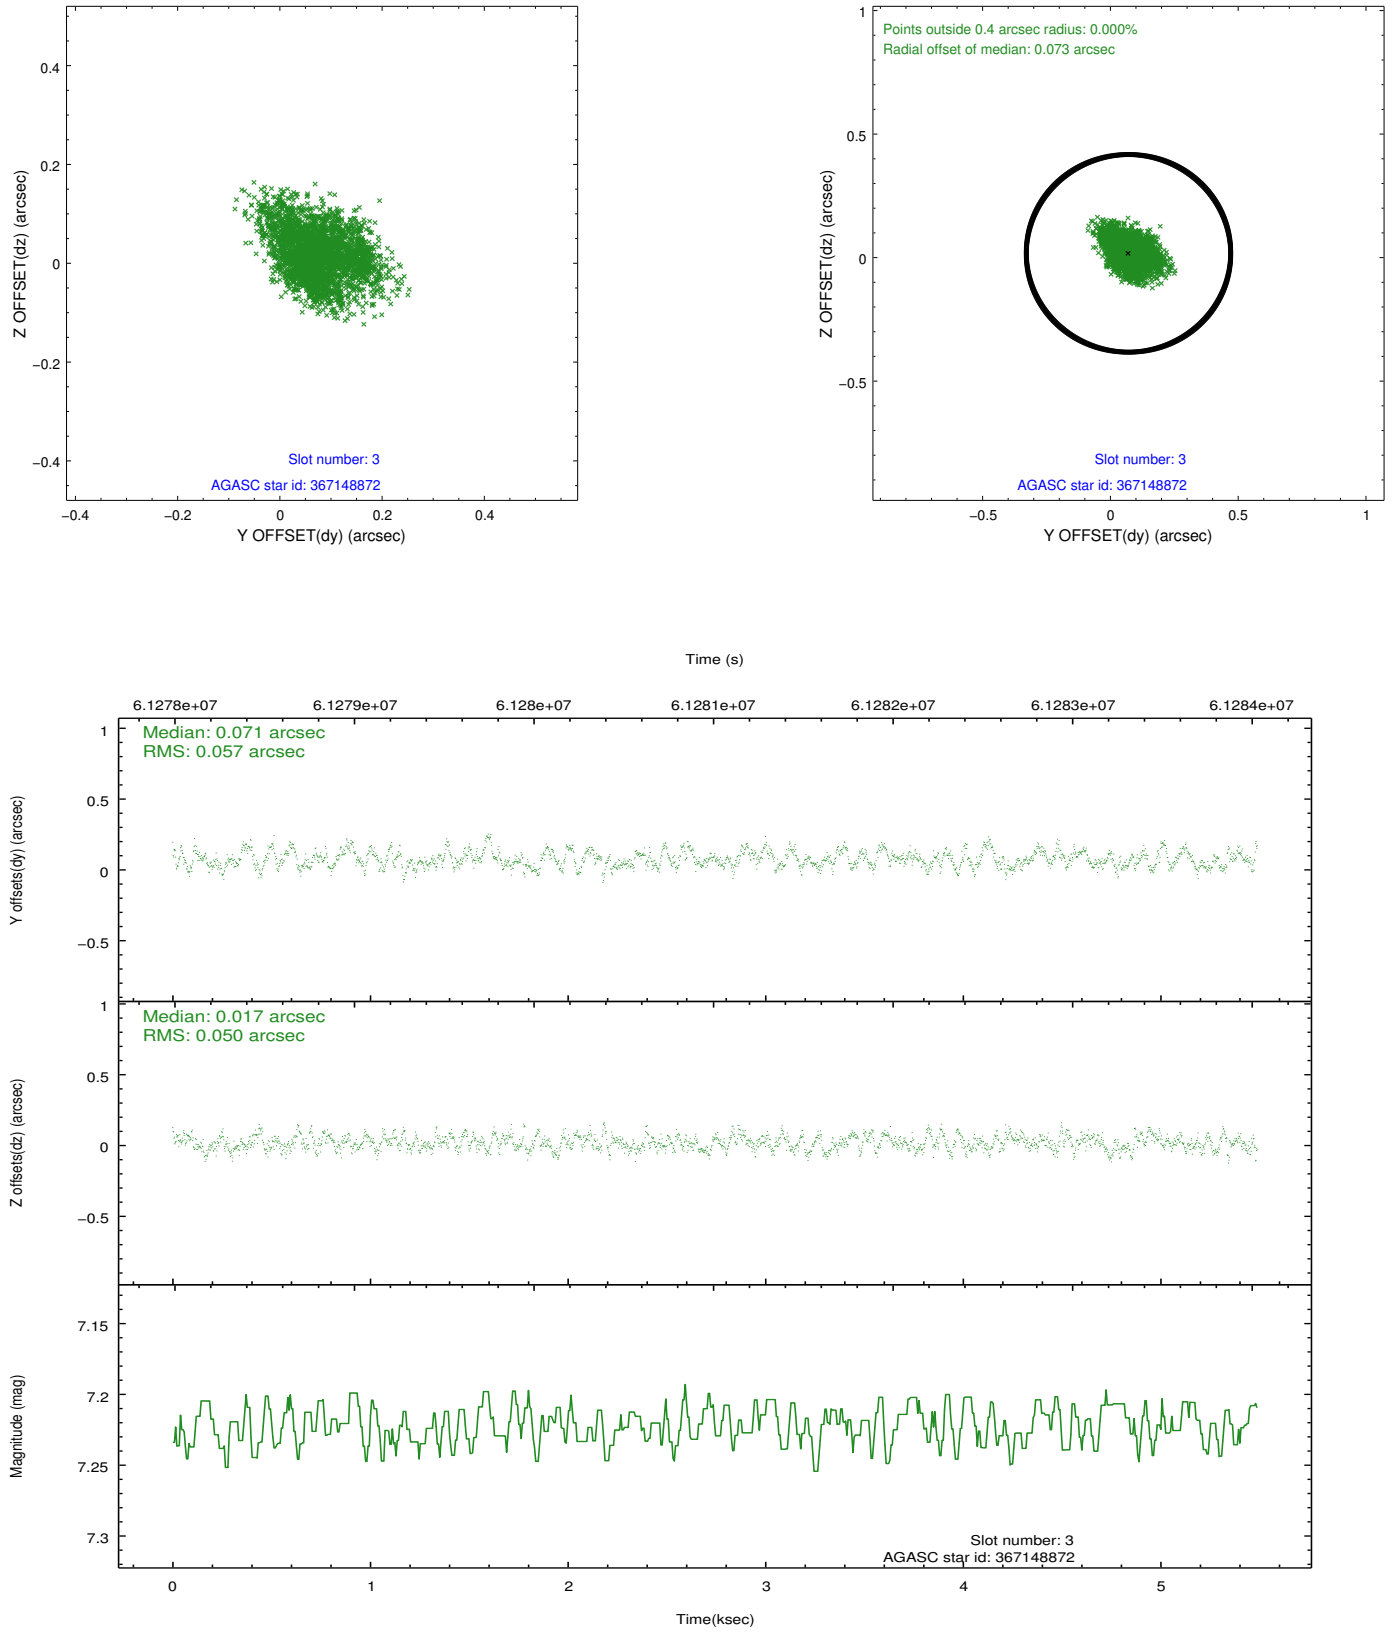 0.4
0.2
0
−0.2
−0.4
Z OFFSET(dz) (arcsec)
Slot number: 3
AGASC star id: 367148872
−0.4 −0.2 0 0.2 0.4
Y OFFSET(dy) (arcsec)
Points outside 0.4 arcsec radius: 0.000%
Radial offset of median: 0.073 arcsec
1
0.5
0
−0.5
Z OFFSET(dz) (arcsec)
Slot number: 3
AGASC star id: 367148872
−0.5 0 0.5 1
Y OFFSET(dy) (arcsec)
Time (s)
6.1278e+07 6.1279e+07 6.128e+07 6.1281e+07 6.1282e+07 6.1283e+07 6.1284e+07
Median: 0.071 arcsec
RMS: 0.057 arcsec
1
0.5
0
−0.5
Y offsets(dy) (arcsec)
Median: 0.017 arcsec
RMS: 0.050 arcsec
1
0.5
0
−0.5
Z offsets(dz) (arcsec)
7.15
7.2
7.25
7.3
Magnitude (mag)
Slot number: 3
AGASC star id: 367148872
0 1 2 3 4 5
Time(ksec)